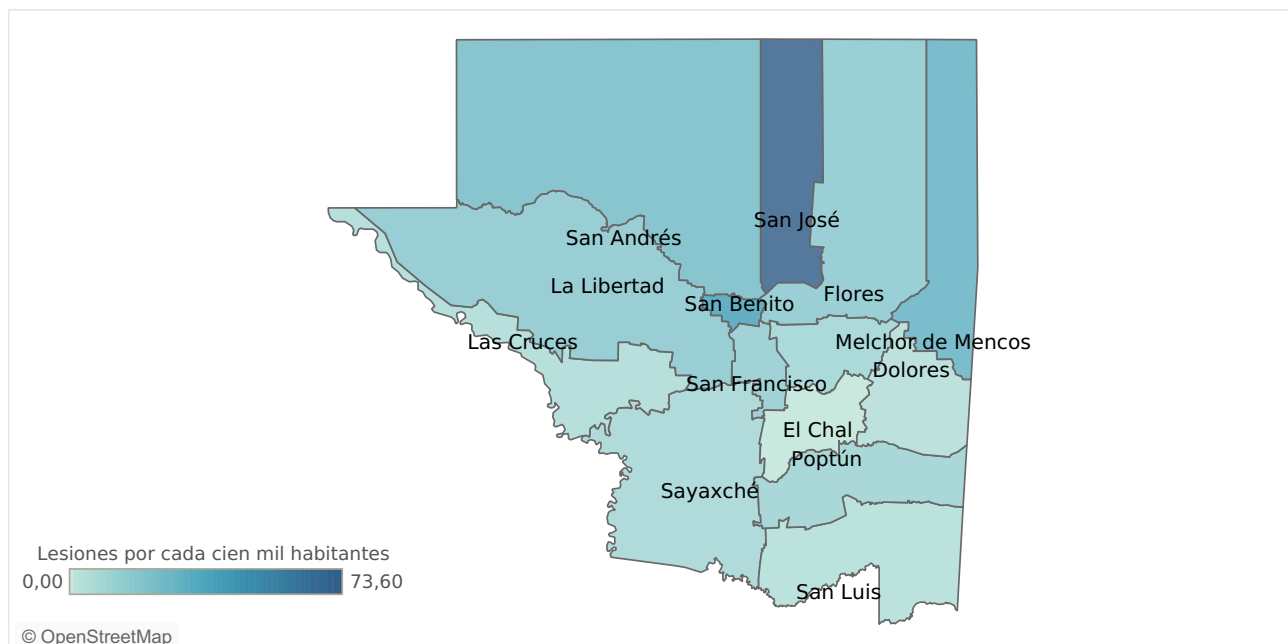 San José
San Andrés
La Libertad
Flores
San Benito
Las Cruces
Melchor de Mencos
Dolores
San Francisco
El Chal
Poptún
Sayaxché
Lesiones por cada cien mil habitantes
0,00 73,60
San Luis
© OpenStreetMap